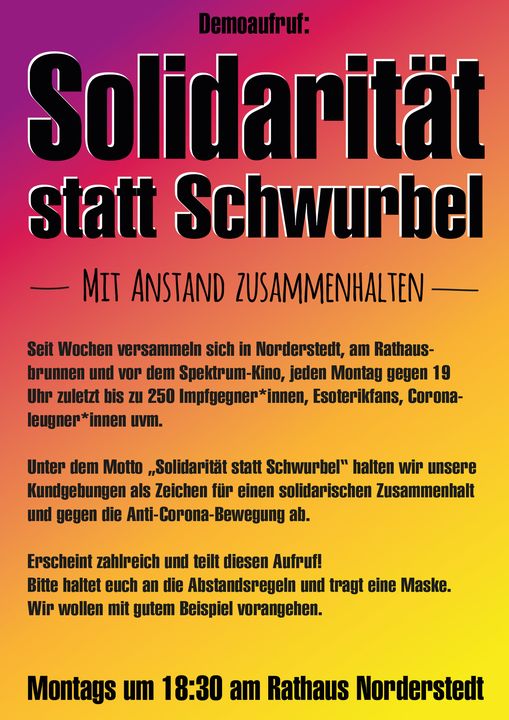 Demoaufruf:
Solidarität
statt Schwurbel
— Mit Anstand zusammenhalten —
Seit Wochen versammeln sich in Norderstedt, am Rathaus-
brunnen und vor dem Spektrum-Kino, jeden Montag gegen 19
Uhr zuletzt bis zu 250 Impfgegner*innen, Esoterikfans, Corona-
leugner*innen uvm.
Unter dem Motto „Solidarität statt Schwurbel“ halten wir unsere
Kundgebungen als Zeichen für einen solidarischen Zusammenhalt
und gegen die Anti-Corona-Bewegung ab.
Erscheint zahlreich und teilt diesen Aufruf!
Bitte haltet euch an die Abstandsregeln und tragt eine Maske.
Wir wollen mit gutem Beispiel vorangehen.
Montags um 18:30 am Rathaus Norderstedt